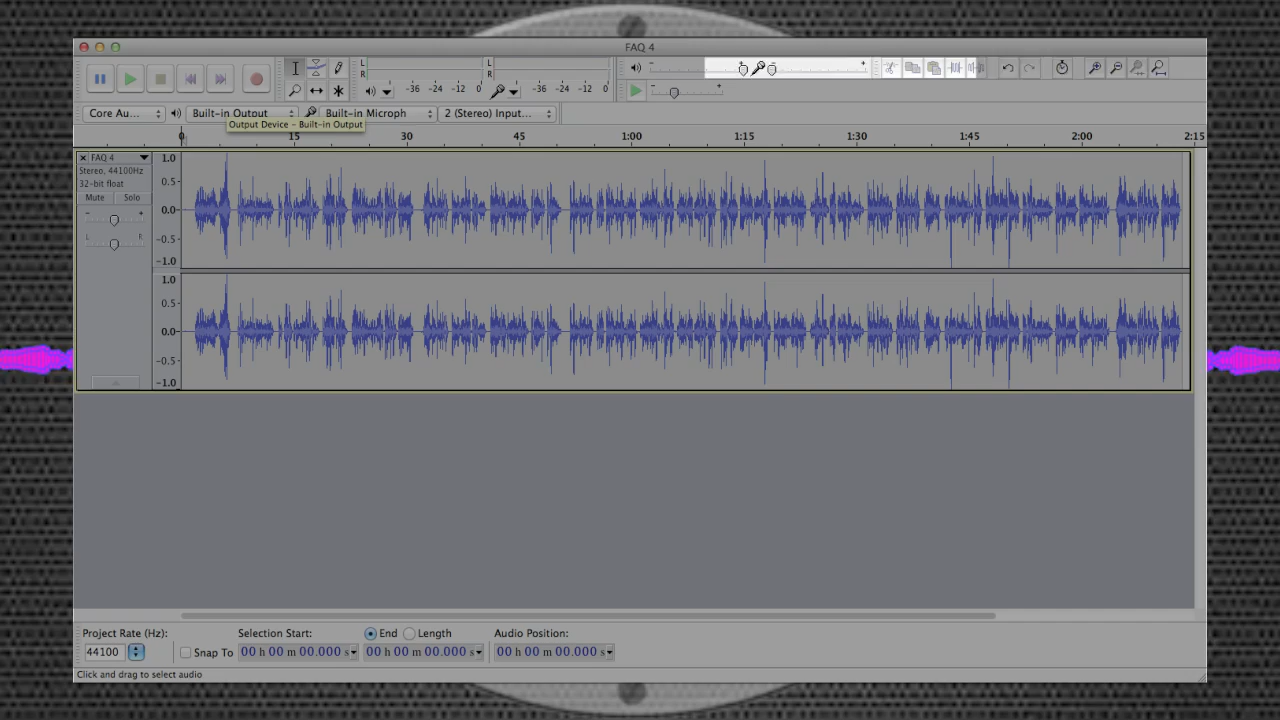 FAQ 4
L
R
-36 -24 -12 0
L
R
-36 -24 -12 0
Core Au...
Built-in Output
Built-in Microph
2 (Stereo) Input...
Output Device - Built-in Output
0 15 30 45 1:00 1:15 1:30 1:45 2:00 2:15
FAQ 4
Stereo, 44100Hz
32-bit float
Mute Solo
- +
L R
1.0
0.5-
0.0-
-0.5-
-1.0
1.0
0.5-
0.0-
-0.5-
-1.0
Project Rate (Hz): Selection Start: End Length Audio Position:
44100 Snap To 00 h 00 m 00.000 s 00 h 00 m 00.000 s 00 h 00 m 00.000 s
Click and drag to select audio